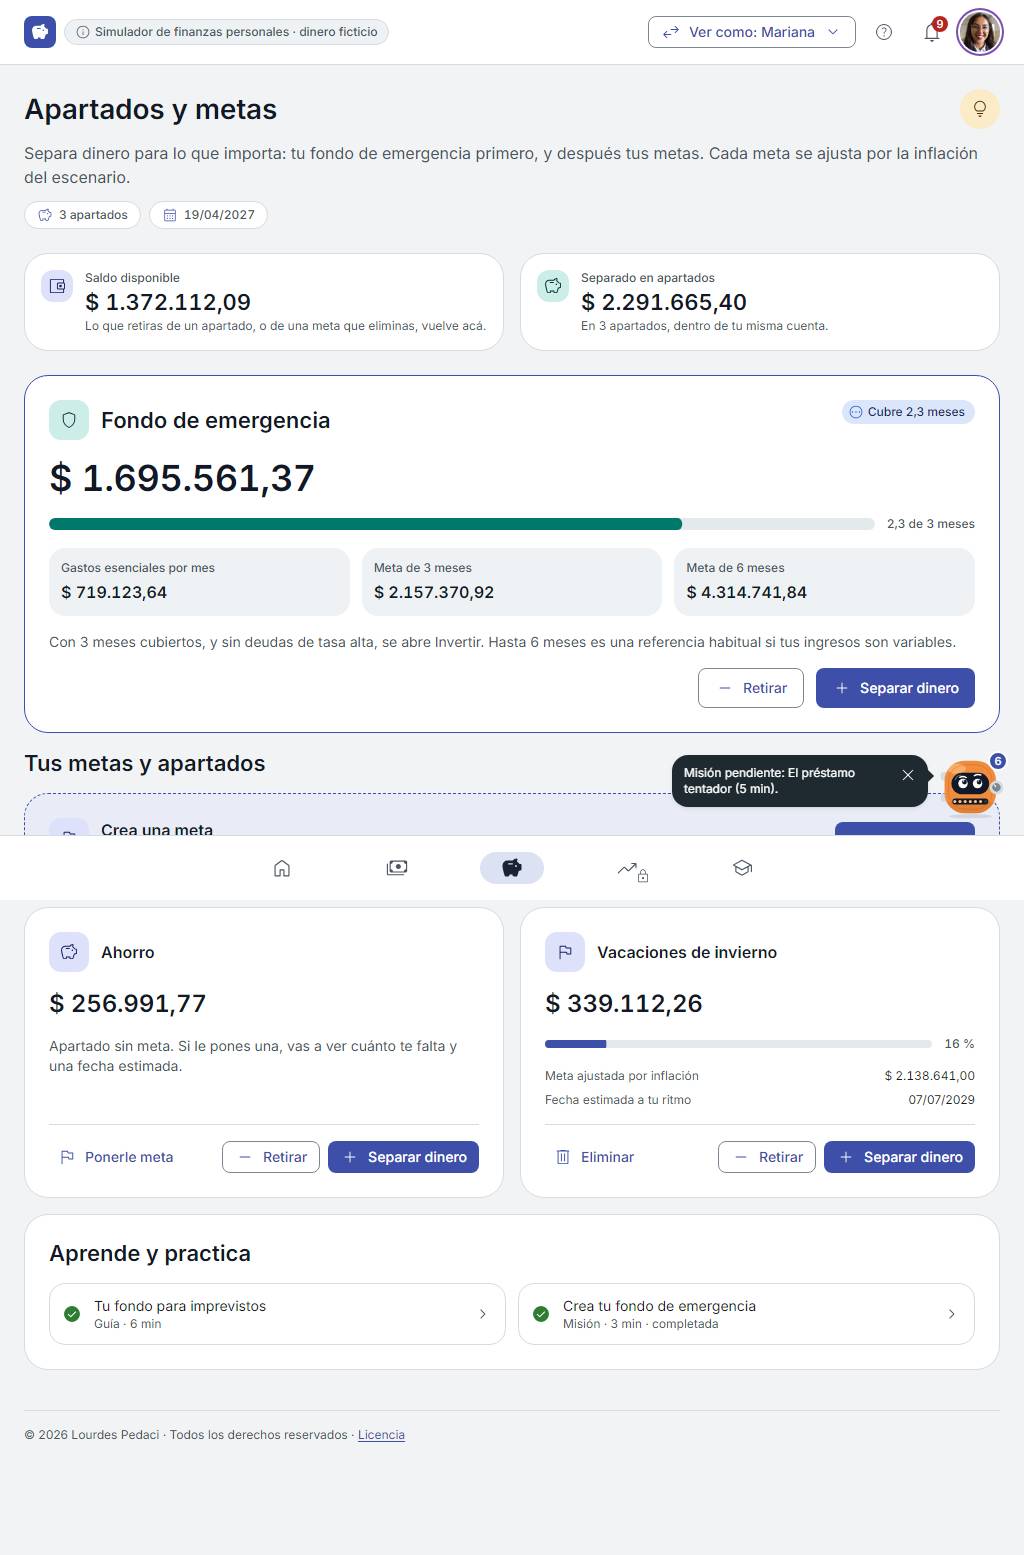 Simulador de finanzas personales · dinero ficticio
Ver como: Mariana
9
Apartados y metas
Separa dinero para lo que importa: tu fondo de emergencia primero, y después tus metas. Cada meta se ajusta por la inflación
del escenario.
3 apartados
19/04/2027
Saldo disponible
$ 1.372.112,09
Lo que retiras de un apartado, o de una meta que eliminas, vuelve acá.
Separado en apartados
$ 2.291.665,40
En 3 apartados, dentro de tu misma cuenta.
Fondo de emergencia
Cubre 2,3 meses
$ 1.695.561,37
2,3 de 3 meses
Gastos esenciales por mes
$ 719.123,64
Meta de 3 meses
$ 2.157.370,92
Meta de 6 meses
$ 4.314.741,84
Con 3 meses cubiertos, y sin deudas de tasa alta, se abre Invertir. Hasta 6 meses es una referencia habitual si tus ingresos son variables.
Retirar
Separar dinero
Tus metas y apartados
Misión pendiente: El préstamo
tentador (5 min).
6
Crea una meta
Ahorro
$ 256.991,77
Apartado sin meta. Si le pones una, vas a ver cuánto te falta y
una fecha estimada.
Ponerle meta
Retirar
Separar dinero
Vacaciones de invierno
$ 339.112,26
16 %
Meta ajustada por inflación
$ 2.138.641,00
Fecha estimada a tu ritmo
07/07/2029
Eliminar
Retirar
Separar dinero
Aprende y practica
Tu fondo para imprevistos
Guía · 6 min
Crea tu fondo de emergencia
Misión · 3 min · completada
© 2026 Lourdes Pedaci · Todos los derechos reservados · Licencia